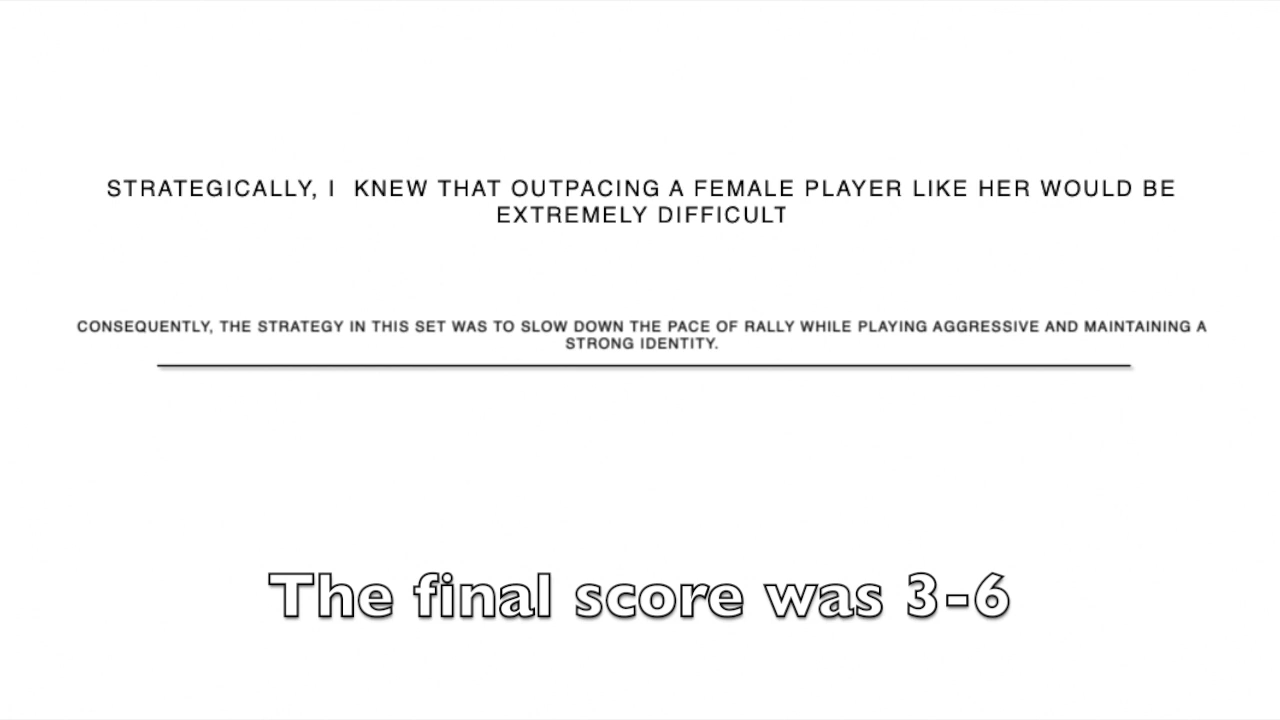 STRATEGICALLY, I  KNEW THAT OUTPACING A FEMALE PLAYER LIKE HER WOULD BE
EXTREMELY DIFFICULT
CONSEQUENTLY, THE STRATEGY IN THIS SET WAS TO SLOW DOWN THE PACE OF RALLY WHILE PLAYING AGGRESSIVE AND MAINTAINING A
STRONG IDENTITY.
The final score was 3-6